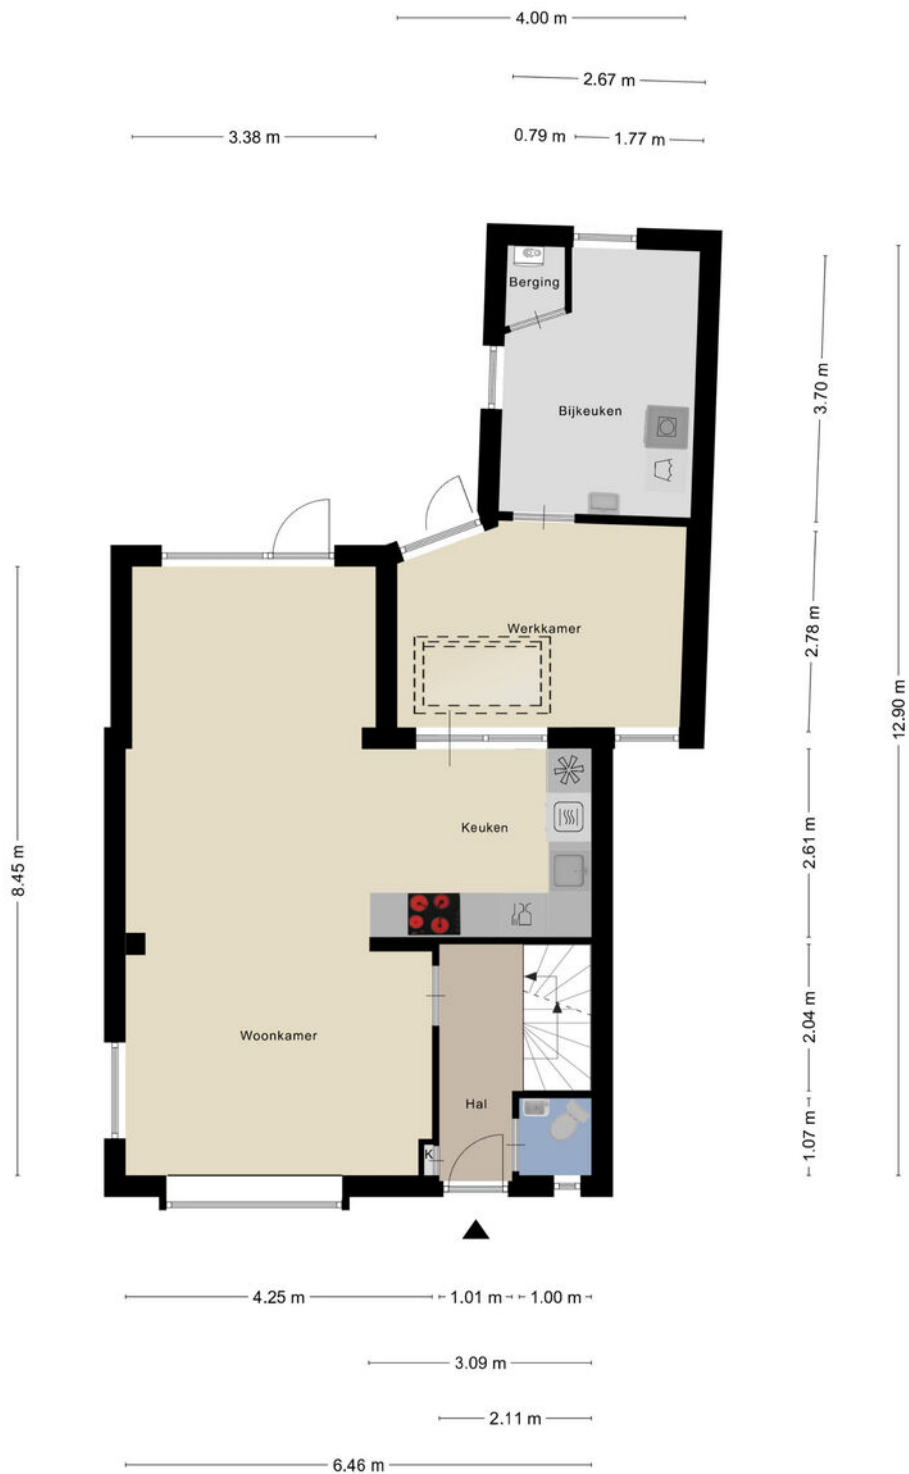 4.00 m
2.67 m
3.38 m
0.79 m
1.77 m
Berging
3.70 m
Bijkeuken
Werkkamer
2.78 m
12.90 m
Keuken
2.61 m
8.45 m
2.04 m
Woonkamer
Hal
1.07 m
K
4.25 m
1.01 m
1.00 m
3.09 m
2.11 m
6.46 m